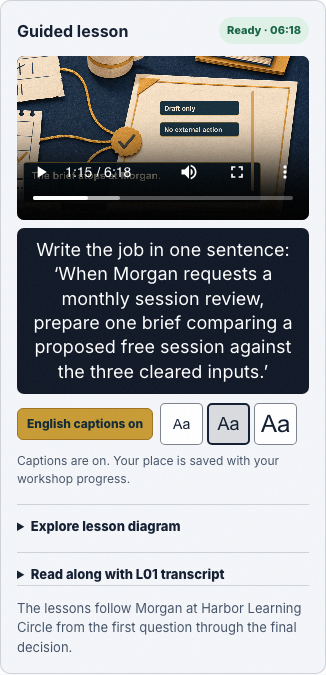 Guided lesson
Ready · 06:18
Draft only
No external action
The brief stops at Morgan.
1:15 / 6:18
Write the job in one sentence:
‘When Morgan requests a
monthly session review,
prepare one brief comparing a
proposed free session against
the three cleared inputs.’
English captions on
Aa
Aa
Aa
Captions are on. Your place is saved with your
workshop progress.
Explore lesson diagram
Read along with L01 transcript
The lessons follow Morgan at Harbor Learning
Circle from the first question through the final
decision.